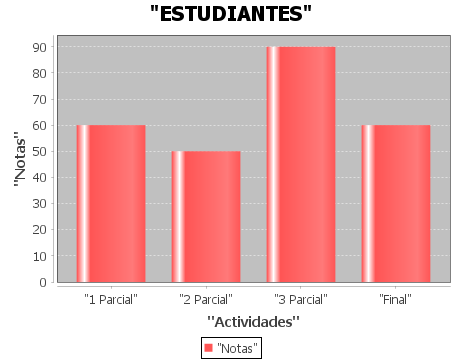 "ESTUDIANTES"
"Notas"
90
80
70
60
50
40
30
20
10
0
"1 Parcial" "2 Parcial" "3 Parcial" "Final"
"Actividades"
"Notas"